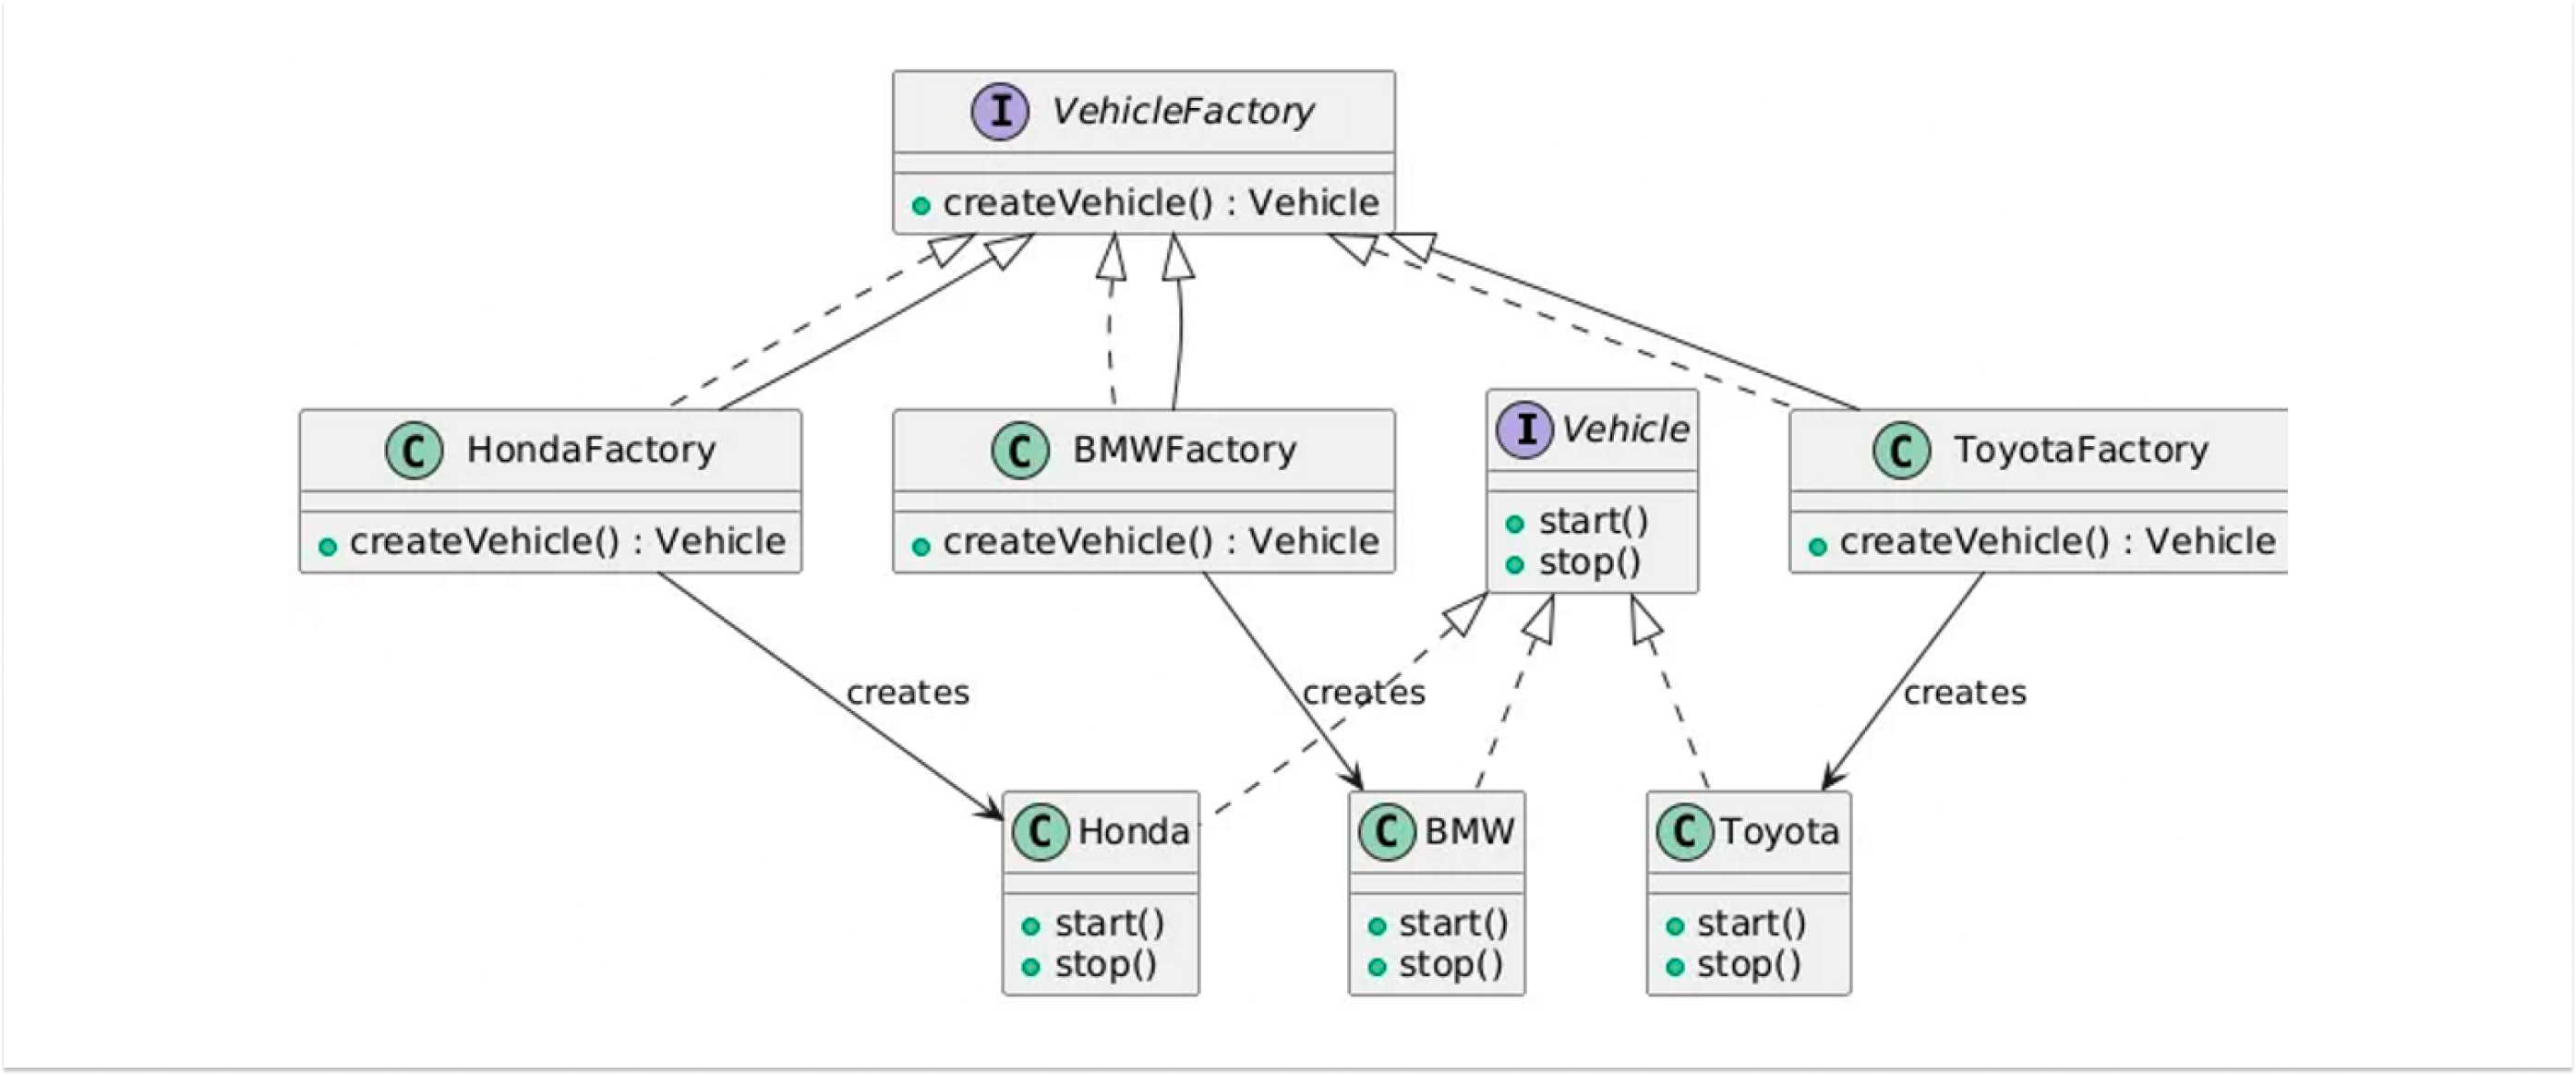 I VehicleFactory
createVehicle() : Vehicle
C HondaFactory
createVehicle() : Vehicle
C BMWFactory
createVehicle() : Vehicle
I Vehicle
start()
stop()
C ToyotaFactory
createVehicle() : Vehicle
creates
creates
creates
C Honda
start()
stop()
C BMW
start()
stop()
C Toyota
start()
stop()